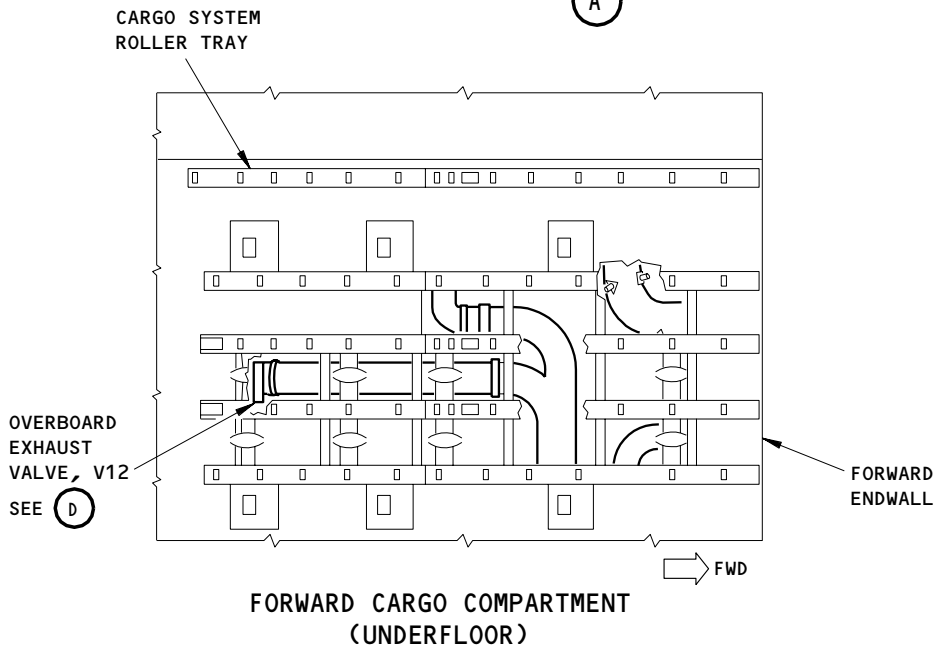 A
CARGO SYSTEM
ROLLER TRAY
OVERBOARD
EXHAUST
VALVE, V12
SEE D
FORWARD
ENDWALL
FWD
FORWARD CARGO COMPARTMENT
(UNDERFLOOR)